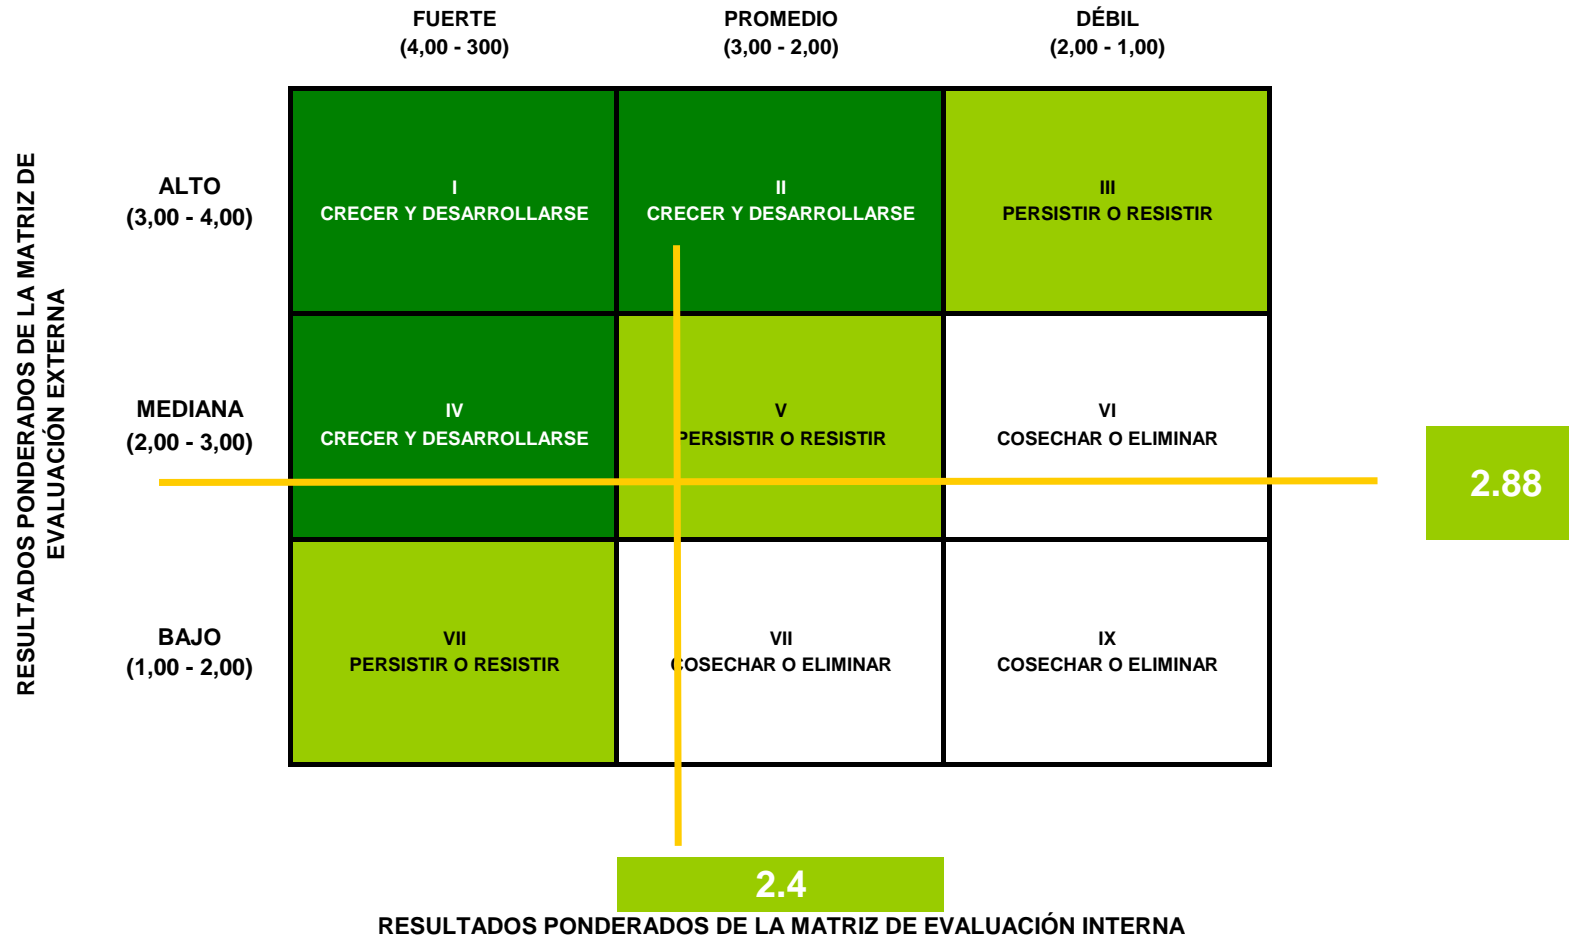 FUERTE
(4,00 - 300)
PROMEDIO
(3,00 - 2,00)
DÉBIL
(2,00 - 1,00)
RESULTADOS PONDERADOS DE LA MATRIZ DE
EVALUACIÓN EXTERNA
ALTO
(3,00 - 4,00)
I
CRECER Y DESARROLLARSE
II
CRECER Y DESARROLLARSE
III
PERSISTIR O RESISTIR
MEDIANA
(2,00 - 3,00)
IV
CRECER Y DESARROLLARSE
V
PERSISTIR O RESISTIR
VI
COSECHAR O ELIMINAR
2.88
BAJO
(1,00 - 2,00)
VII
PERSISTIR O RESISTIR
VII
COSECHAR O ELIMINAR
IX
COSECHAR O ELIMINAR
2.4
RESULTADOS PONDERADOS DE LA MATRIZ DE EVALUACIÓN INTERNA